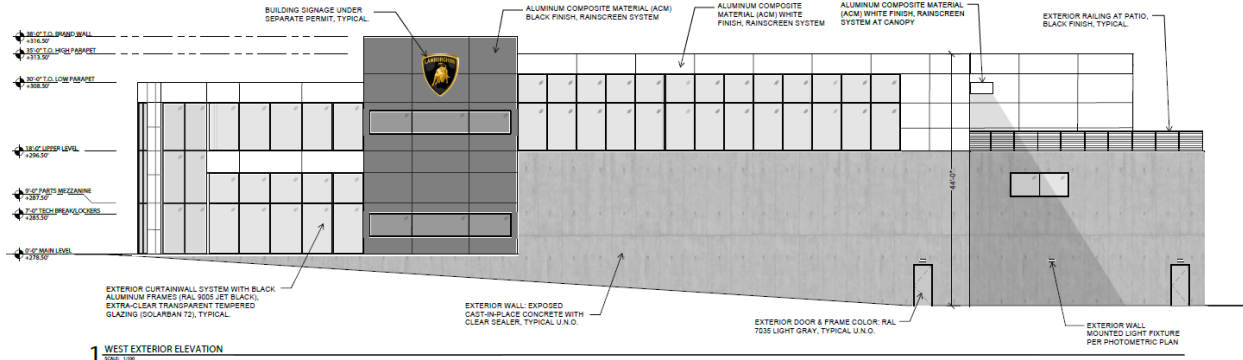 BUILDING SIGNAGE UNDER
SEPARATE PERMIT, TYPICAL.
ALUMINUM COMPOSITE MATERIAL (ACM)
BLACK FINISH, RAINSCREEN SYSTEM
ALUMINUM COMPOSITE
MATERIAL (ACM) WHITE
FINISH, RAINSCREEN SYSTEM
ALUMINUM COMPOSITE MATERIAL
(ACM) WHITE FINISH, RAINSCREEN
SYSTEM AT CANOPY
EXTERIOR RAILING AT PATIO,
BLACK FINISH, TYPICAL.
38'-0" T.O. BRAND WALL
+316.50'
35'-0" T.O. HIGH PARAPET
+313.50'
30'-0" T.O. LOW PARAPET
+308.50'
18'-0" UPPER LEVEL
+296.50'
9'-0" PARTS MEZZANINE
+287.50'
7'-0" TECH BREAK/LOCKERS
+285.50'
0'-0" MAIN LEVEL
+278.50'
LAMBORGHINI
44'-0"
EXTERIOR CURTAINWALL SYSTEM WITH BLACK
ALUMINUM FRAMES (RAL 9005 JET BLACK),
EXTRA-CLEAR TRANSPARENT TEMPERED
GLAZING (SOLARBAN 72), TYPICAL.
EXTERIOR WALL: EXPOSED
CAST-IN-PLACE CONCRETE WITH
CLEAR SEALER, TYPICAL U.N.O.
EXTERIOR DOOR & FRAME COLOR: RAL
7035 LIGHT GRAY, TYPICAL U.N.O.
EXTERIOR WALL
MOUNTED LIGHT FIXTURE
PER PHOTOMETRIC PLAN
1 WEST EXTERIOR ELEVATION
SCALE: 1/100